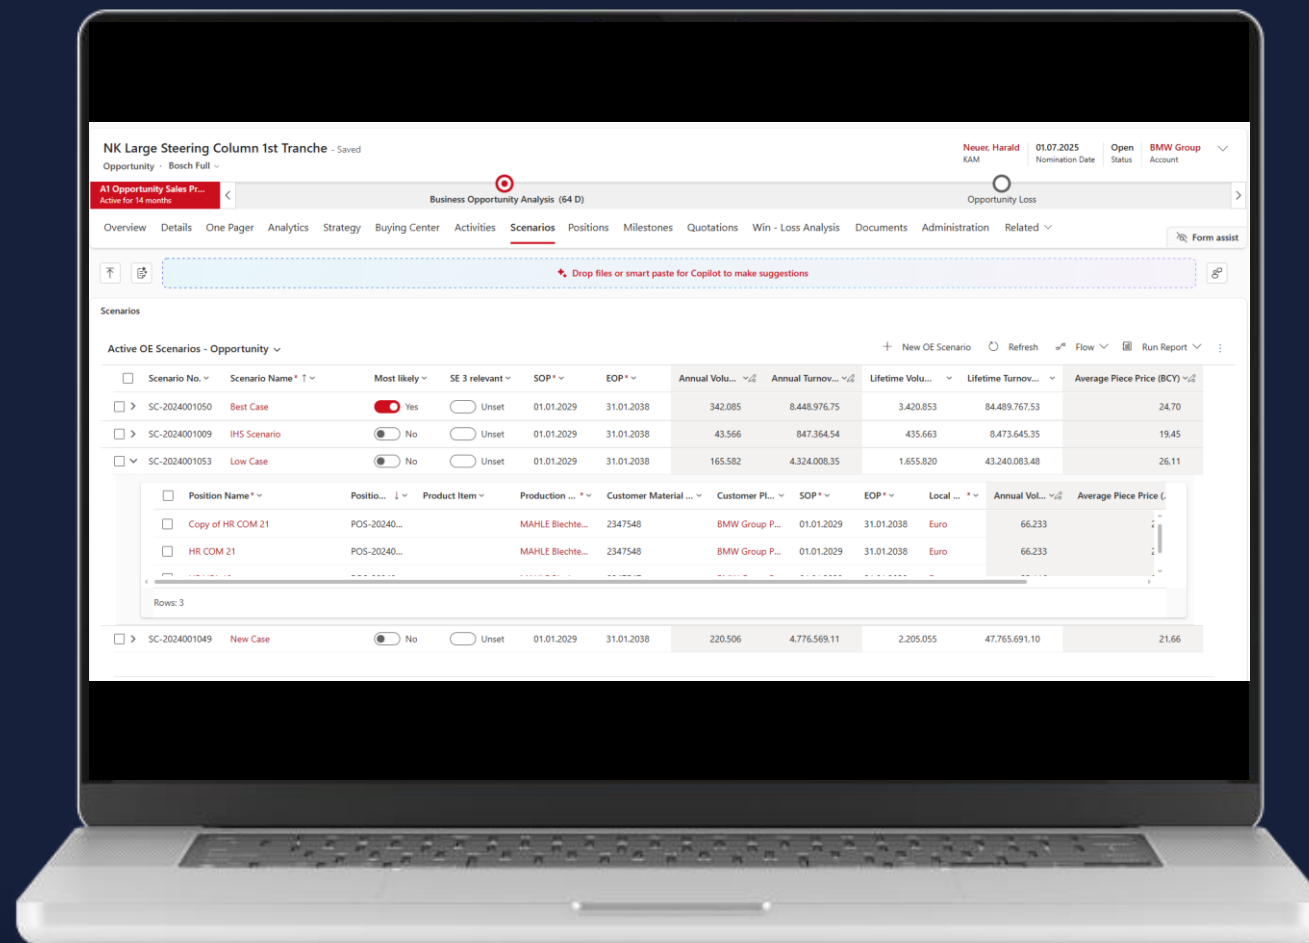 NK Large Steering Column 1st Tranche - Saved
Opportunity · Bosch Full
Neuer, Harald
KAM
01.07.2025
Nomination Date
Open
Status
BMW Group
Account
A1 Opportunity Sales Pr...
Active for 14 months
Business Opportunity Analysis (64 D)
Opportunity Loss
Overview Details One Pager Analytics Strategy Buying Center Activities Scenarios Positions Milestones Quotations Win - Loss Analysis Documents Administration Related
Form assist
Drop files or smart paste for Copilot to make suggestions
Scenarios
Active OE Scenarios - Opportunity
New OE Scenario Refresh Flow Run Report
Scenario No. Scenario Name* Most likely SE 3 relevant SOP* EOP* Annual Volu... Annual Turnov... Lifetime Volu... Lifetime Turnov... Average Piece Price (BCY)
SC-2024001050 Best Case Yes Unset 01.01.2029 31.01.2038 342.085 8.448.976.75 3.420.853 84.489.767.53 24.70
SC-2024001009 IHS Scenario No Unset 01.01.2029 31.01.2038 43.566 847.364.54 435.663 8.473.645.35 19.45
SC-2024001053 Low Case No Unset 01.01.2029 31.01.2038 165.582 4.324.008.35 1.655.820 43.240.083.48 26.11
Position Name* Positio... Product Item Production ... * Customer Material ... Customer Pl... SOP* EOP* Local ... * Annual Vol... Average Piece Price (.
Copy of HR COM 21 POS-20240... MAHLE Blechte... 2347548 BMW Group P... 01.01.2029 31.01.2038 Euro 66.233
HR COM 21 POS-20240... MAHLE Blechte... 2347548 BMW Group P... 01.01.2029 31.01.2038 Euro 66.233
Rows: 3
SC-2024001049 New Case No Unset 01.01.2029 31.01.2038 220.506 4.776.569.11 2.205.055 47.765.691.10 21.66